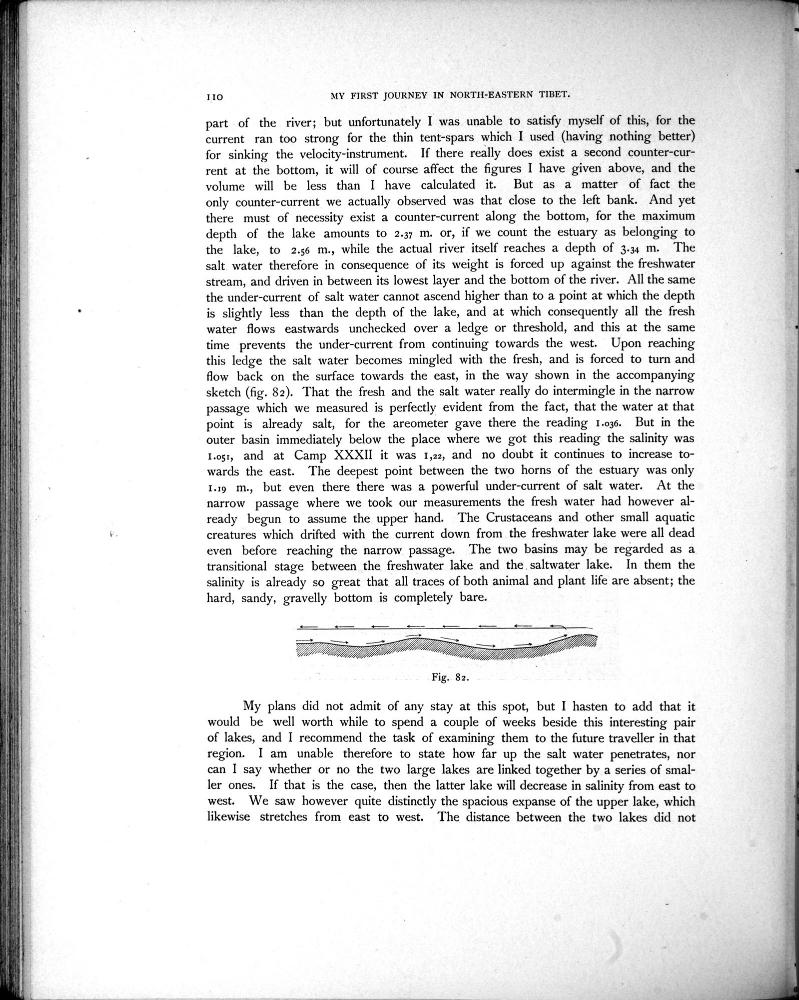 110
MY FIRST JOURNEY IN NORTH-EASTERN TIBET.
part of the river; but unfortunately I was unable to satisfy myself of this, for the
current ran too strong for the thin tent-spars which I used (having nothing better)
for sinking the velocity-instrument. If there really does exist a second counter-cur-
rent at the bottom, it will of course affect the figures I have given above, and the
volume will be less than I have calculated it. But as a matter of fact the
only counter-current we actually observed was that close to the left bank. And yet
there must of necessity exist a counter-current along the bottom, for the maximum
depth of the lake amounts to 2.37 m. or, if we count the estuary as belonging to
the lake, to 2.56 m., while the actual river itself reaches a depth of 3.34 m. The
salt water therefore in consequence of its weight is forced up against the freshwater
stream, and driven in between its lowest layer and the bottom of the river. All the same
the under-current of salt water cannot ascend higher than to a point at which the depth
is slightly less than the depth of the lake, and at which consequently all the fresh
water flows eastwards unchecked over a ledge or threshold, and this at the same
time prevents the under-current from continuing towards the west. Upon reaching
this ledge the salt water becomes mingled with the fresh, and is forced to turn and
flow back on the surface towards the east, in the way shown in the accompanying
sketch (fig. 82). That the fresh and the salt water really do intermingle in the narrow
passage which we measured is perfectly evident from the fact, that the water at that
point is already salt, for the areometer gave there the reading 1.036. But in the
outer basin immediately below the place where we got this reading the salinity was
1.051, and at Camp XXXII it was 1,22, and no doubt it continues to increase to-
wards the east. The deepest point between the two horns of the estuary was only
1.19 m., but even there there was a powerful under-current of salt water. At the
narrow passage where we took our measurements the fresh water had however al-
ready begun to assume the upper hand. The Crustaceans and other small aquatic
creatures which drifted with the current down from the freshwater lake were all dead
even before reaching the narrow passage. The two basins may be regarded as a
transitional stage between the freshwater lake and the saltwater lake. In them the
salinity is already so great that all traces of both animal and plant life are absent; the
hard, sandy, gravelly bottom is completely bare.
Fig. 82.
My plans did not admit of any stay at this spot, but I hasten to add that it
would be well worth while to spend a couple of weeks beside this interesting pair
of lakes, and I recommend the task of examining them to the future traveller in that
region. I am unable therefore to state how far up the salt water penetrates, nor
can I say whether or no the two large lakes are linked together by a series of smal-
ler ones. If that is the case, then the latter lake will decrease in salinity from east to
west. We saw however quite distinctly the spacious expanse of the upper lake, which
likewise stretches from east to west. The distance between the two lakes did not